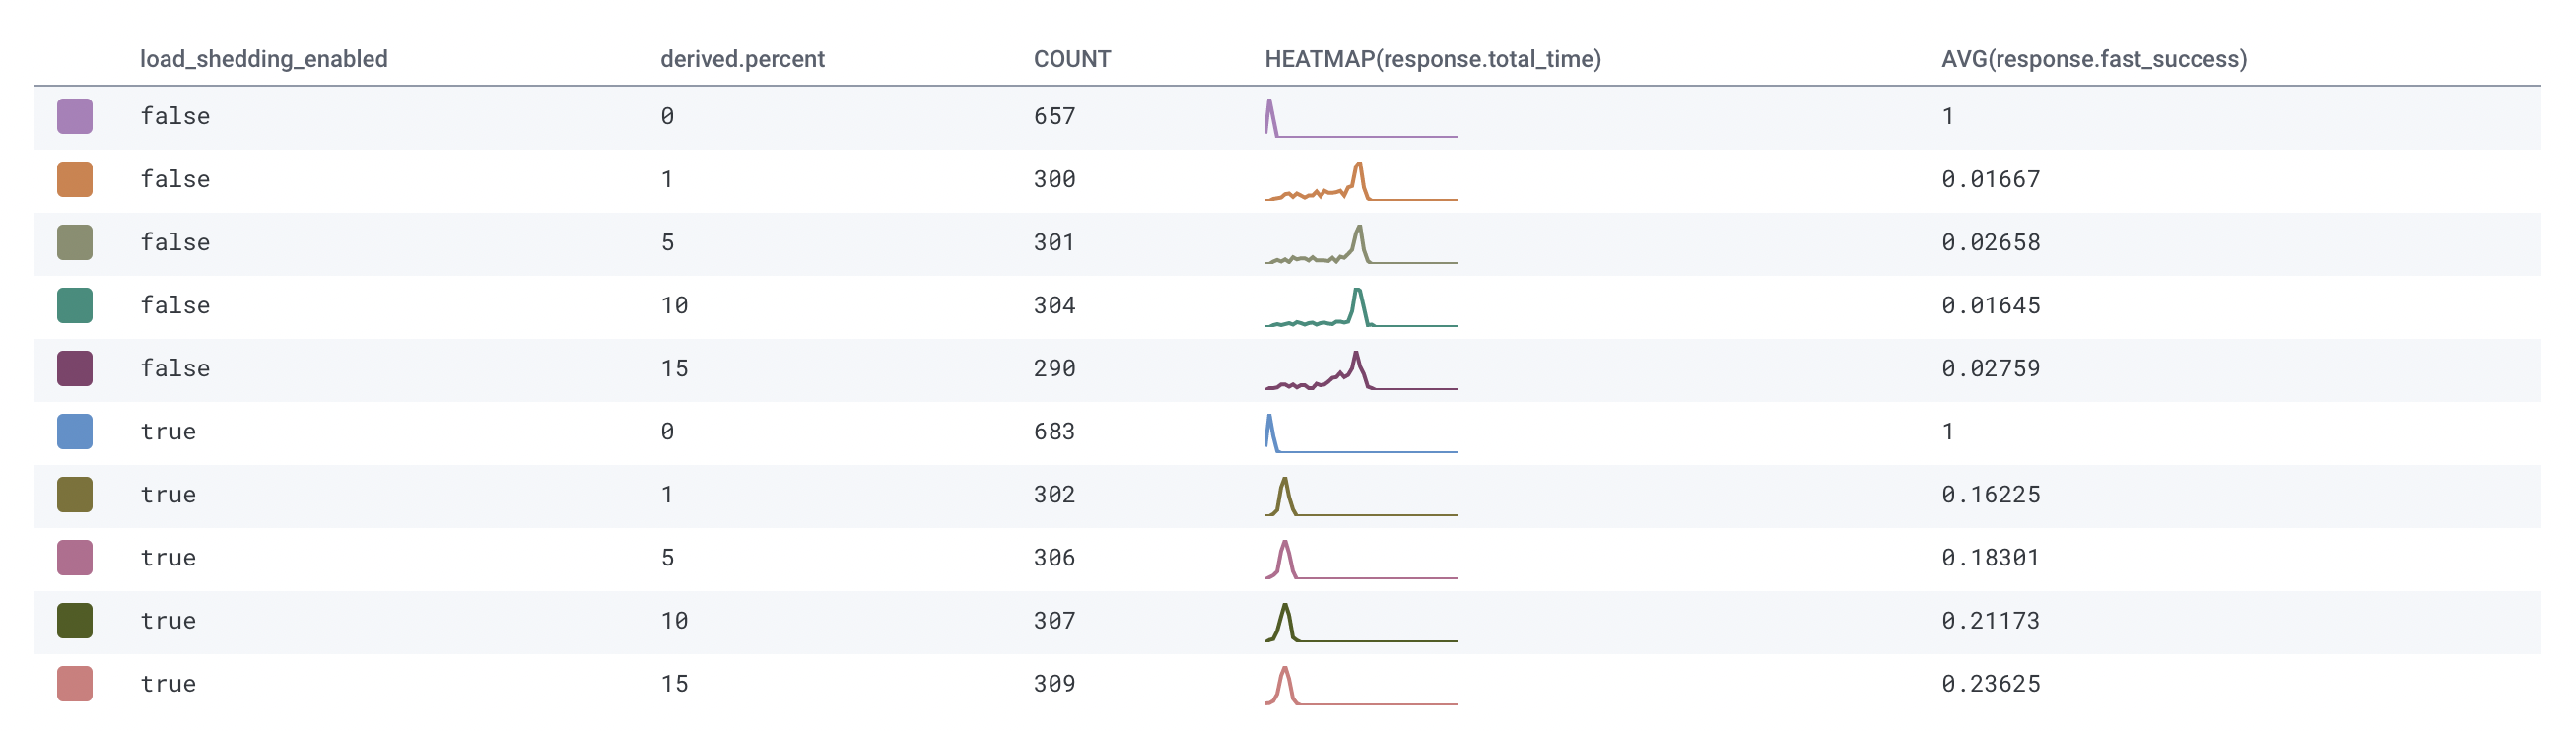 load_shedding_enabled derived.percent COUNT HEATMAP(response.total_time) AVG(response.fast_success)
false 0 657 1
false 1 300 0.01667
false 5 301 0.02658
false 10 304 0.01645
false 15 290 0.02759
true 0 683 1
true 1 302 0.16225
true 5 306 0.18301
true 10 307 0.21173
true 15 309 0.23625